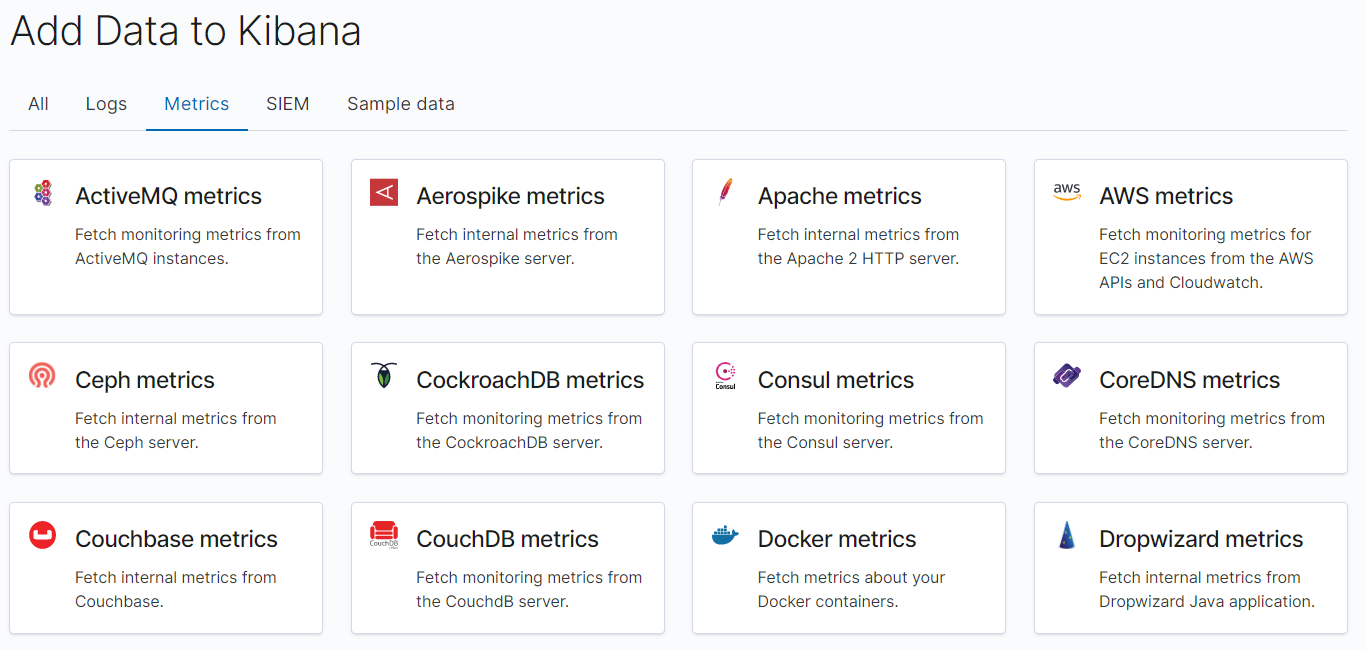 Add Data to Kibana
All Logs Metrics SIEM Sample data
ActiveMQ metrics
Fetch monitoring metrics from
ActiveMQ instances.
Aerospike metrics
Fetch internal metrics from
the Aerospike server.
Apache metrics
Fetch internal metrics from
the Apache 2 HTTP server.
aws
AWS metrics
Fetch monitoring metrics for
EC2 instances from the AWS
APIs and Cloudwatch.
Ceph metrics
Fetch internal metrics from
the Ceph server.
CockroachDB metrics
Fetch monitoring metrics from
the CockroachDB server.
Consul
Consul metrics
Fetch monitoring metrics from
the Consul server.
CoreDNS metrics
Fetch monitoring metrics from
the CoreDNS server.
Couchbase metrics
Fetch internal metrics from
Couchbase.
CouchDB
CouchDB metrics
Fetch monitoring metrics from
the CouchdB server.
Docker metrics
Fetch metrics about your
Docker containers.
Dropwizard metrics
Fetch internal metrics from
Dropwizard Java application.